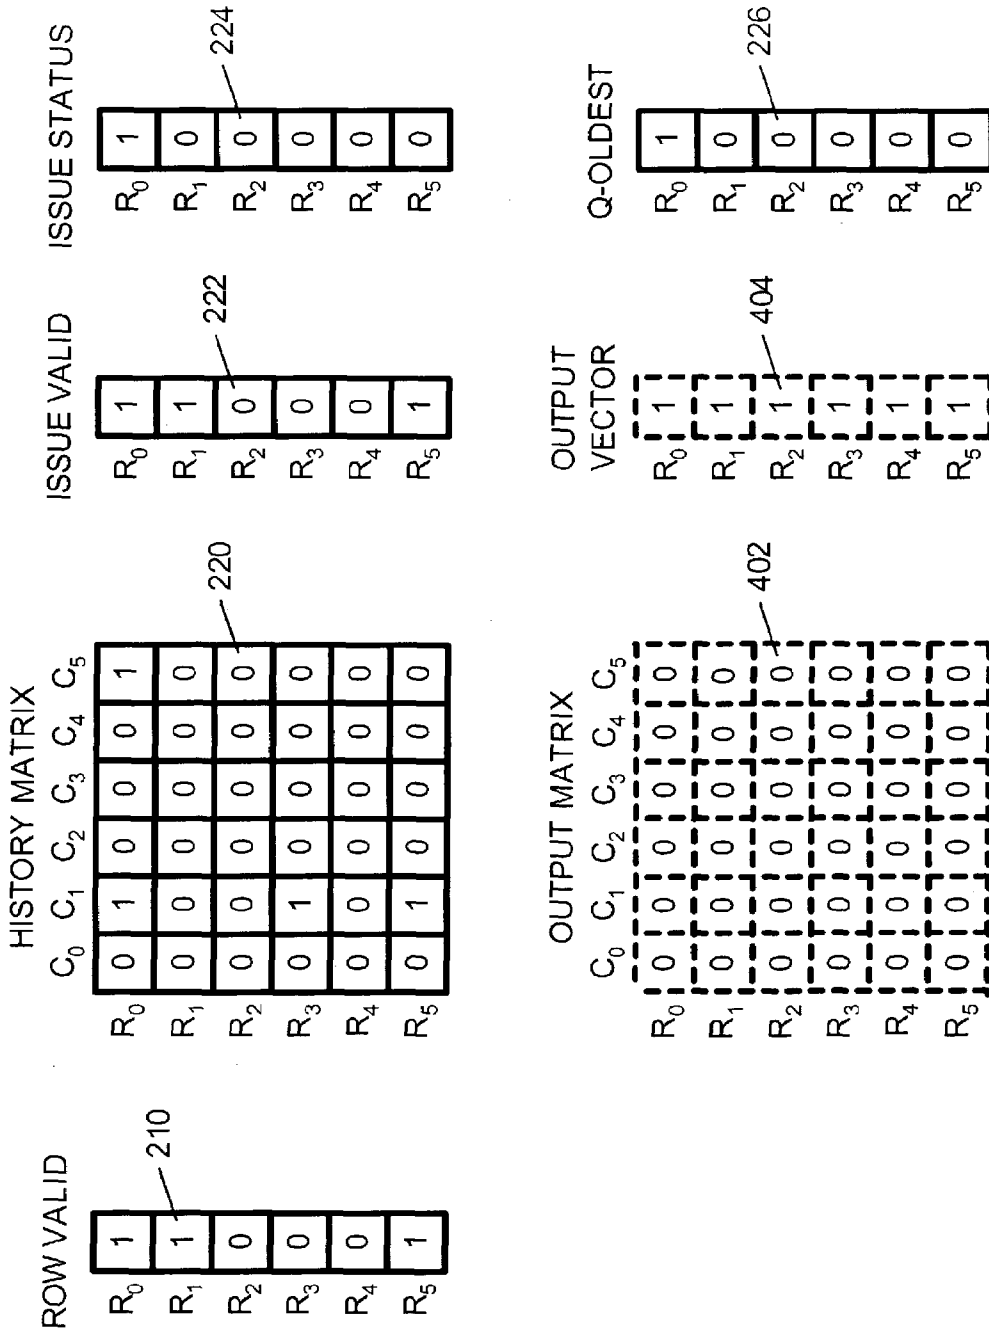 ROW VALID
R0 1
R1 1
R2 0
R3 0
R4 0
R5 1
210
HISTORY MATRIX
C0 C1 C2 C3 C4 C5
R0 0 1 0 0 0 1
R1 0 0 0 0 0 0
R2 0 0 0 0 0 0
R3 0 1 0 0 0 0
R4 0 0 0 0 0 0
R5 0 1 0 0 0 0
220
ISSUE VALID
R0 1
R1 1
R2 0
R3 0
R4 0
R5 1
222
ISSUE STATUS
R0 1
R1 0
R2 0
R3 0
R4 0
R5 0
224
OUTPUT MATRIX
C0 C1 C2 C3 C4 C5
R0 0 0 0 0 0 0
R1 0 0 0 0 0 0
R2 0 0 0 0 0 0
R3 0 0 0 0 0 0
R4 0 0 0 0 0 0
R5 0 0 0 0 0 0
402
OUTPUT
VECTOR
R0 1
R1 1
R2 1
R3 1
R4 1
R5 1
404
Q-OLDEST
R0 1
R1 0
R2 0
R3 0
R4 0
R5 0
226